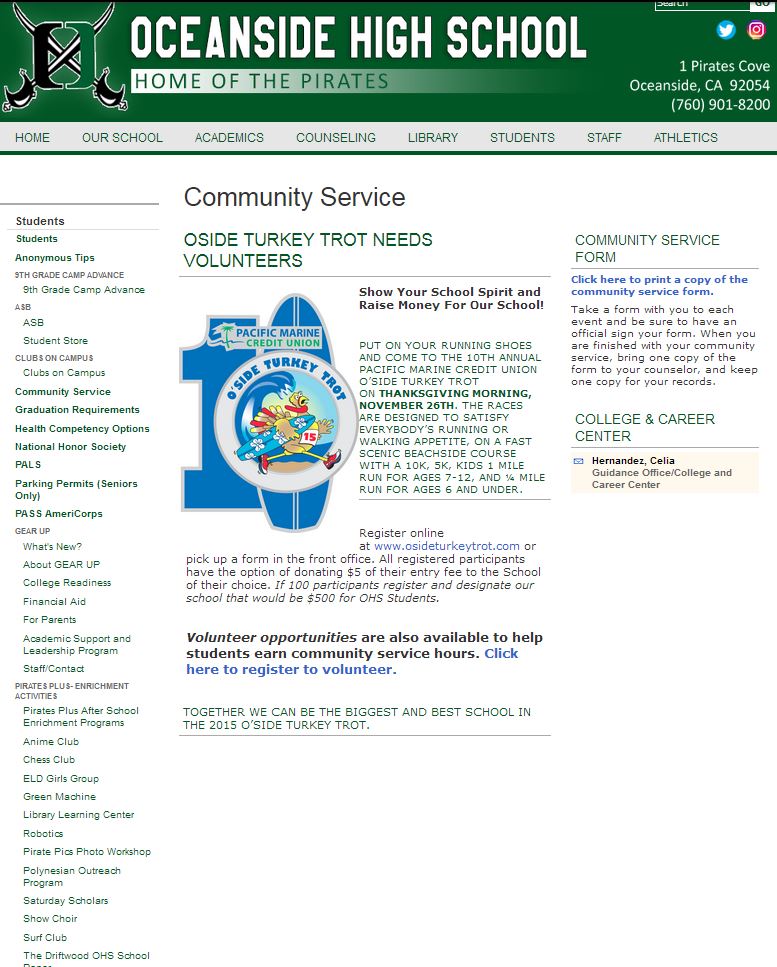 Search
GO
OCEANSIDE HIGH SCHOOL
HOME OF THE PIRATES
1 Pirates Cove
Oceanside, CA 92054
(760) 901-8200
HOME OUR SCHOOL ACADEMICS COUNSELING LIBRARY STUDENTS STAFF ATHLETICS
Students
Students
Anonymous Tips
9TH GRADE CAMP ADVANCE
9th Grade Camp Advance
ASB
ASB
Student Store
CLUBS ON CAMPUS
Clubs on Campus
Community Service
Graduation Requirements
Health Competency Options
National Honor Society
PALS
Parking Permits (Seniors
Only)
PASS AmeriCorps
GEAR UP
What's New?
About GEAR UP
College Readiness
Financial Aid
For Parents
Academic Support and
Leadership Program
Staff/Contact
PIRATES PLUS- ENRICHMENT
ACTIVITIES
Pirates Plus After School
Enrichment Programs
Anime Club
Chess Club
ELD Girls Group
Green Machine
Library Learning Center
Robotics
Pirate Pics Photo Workshop
Polynesian Outreach
Program
Saturday Scholars
Show Choir
Surf Club
The Driftwood OHS School
Community Service
OSIDE TURKEY TROT NEEDS
VOLUNTEERS
10
PACIFIC MARINE
CREDIT UNION
O'SIDE TURKEY TROT
15
Show Your School Spirit and
Raise Money For Our School!
PUT ON YOUR RUNNING SHOES
AND COME TO THE 10TH ANNUAL
PACIFIC MARINE CREDIT UNION
O'SIDE TURKEY TROT
ON THANKSGIVING MORNING,
NOVEMBER 26TH. THE RACES
ARE DESIGNED TO SATISFY
EVERYBODY'S RUNNING OR
WALKING APPETITE, ON A FAST
SCENIC BEACHSIDE COURSE
WITH A 10K, 5K, KIDS 1 MILE
RUN FOR AGES 7-12, AND ¼ MILE
RUN FOR AGES 6 AND UNDER.
Register online
at www.osideturkeytrot.com or
pick up a form in the front office. All registered participants
have the option of donating $5 of their entry fee to the School
of their choice. If 100 participants register and designate our
school that would be $500 for OHS Students.
Volunteer opportunities are also available to help
students earn community service hours. Click
here to register to volunteer.
TOGETHER WE CAN BE THE BIGGEST AND BEST SCHOOL IN
THE 2015 O'SIDE TURKEY TROT.
COMMUNITY SERVICE
FORM
Click here to print a copy of the
community service form.
Take a form with you to each
event and be sure to have an
official sign your form. When you
are finished with your community
service, bring one copy of the
form to your counselor, and keep
one copy for your records.
COLLEGE & CAREER
CENTER
Hernandez, Celia
Guidance Office/College and
Career Center